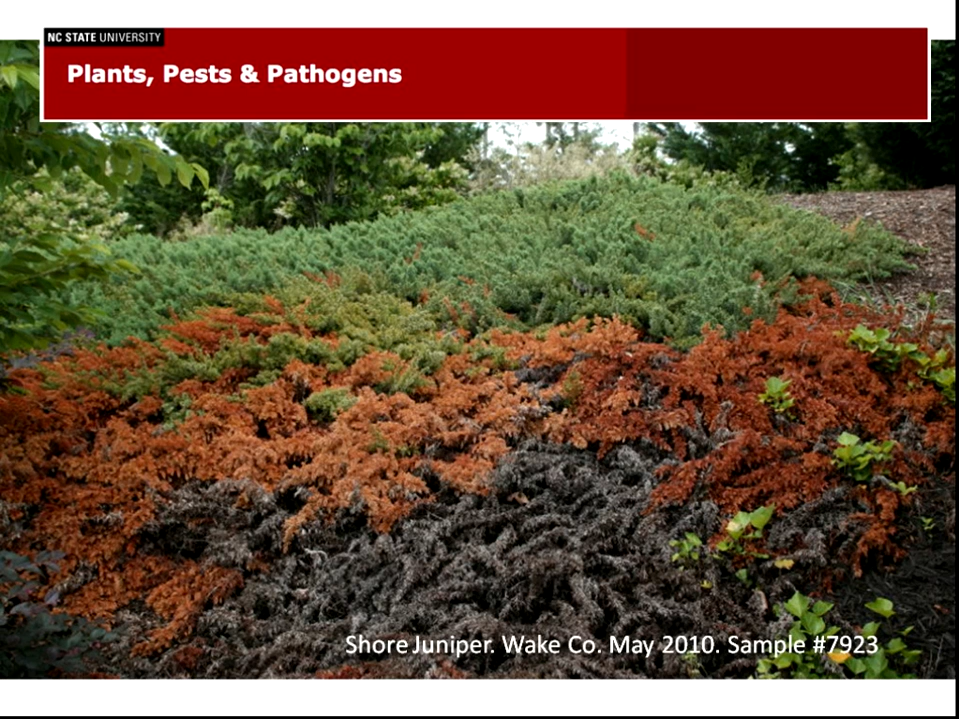 NC STATE UNIVERSITY
Plants, Pests & Pathogens
Shore Juniper. Wake Co. May 2010. Sample #7923